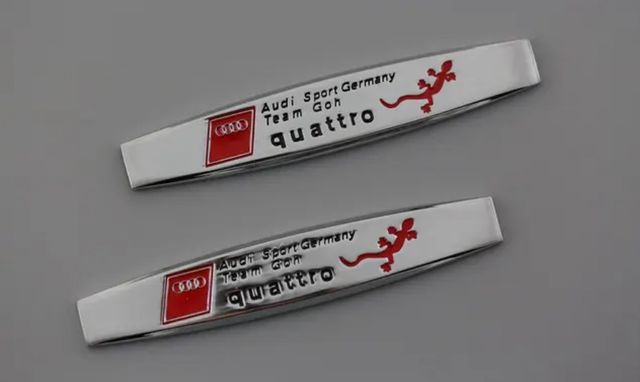 Audi Sport Germany
Team Goh
quattro
Audi Sport Germany
Team Goh
quattro